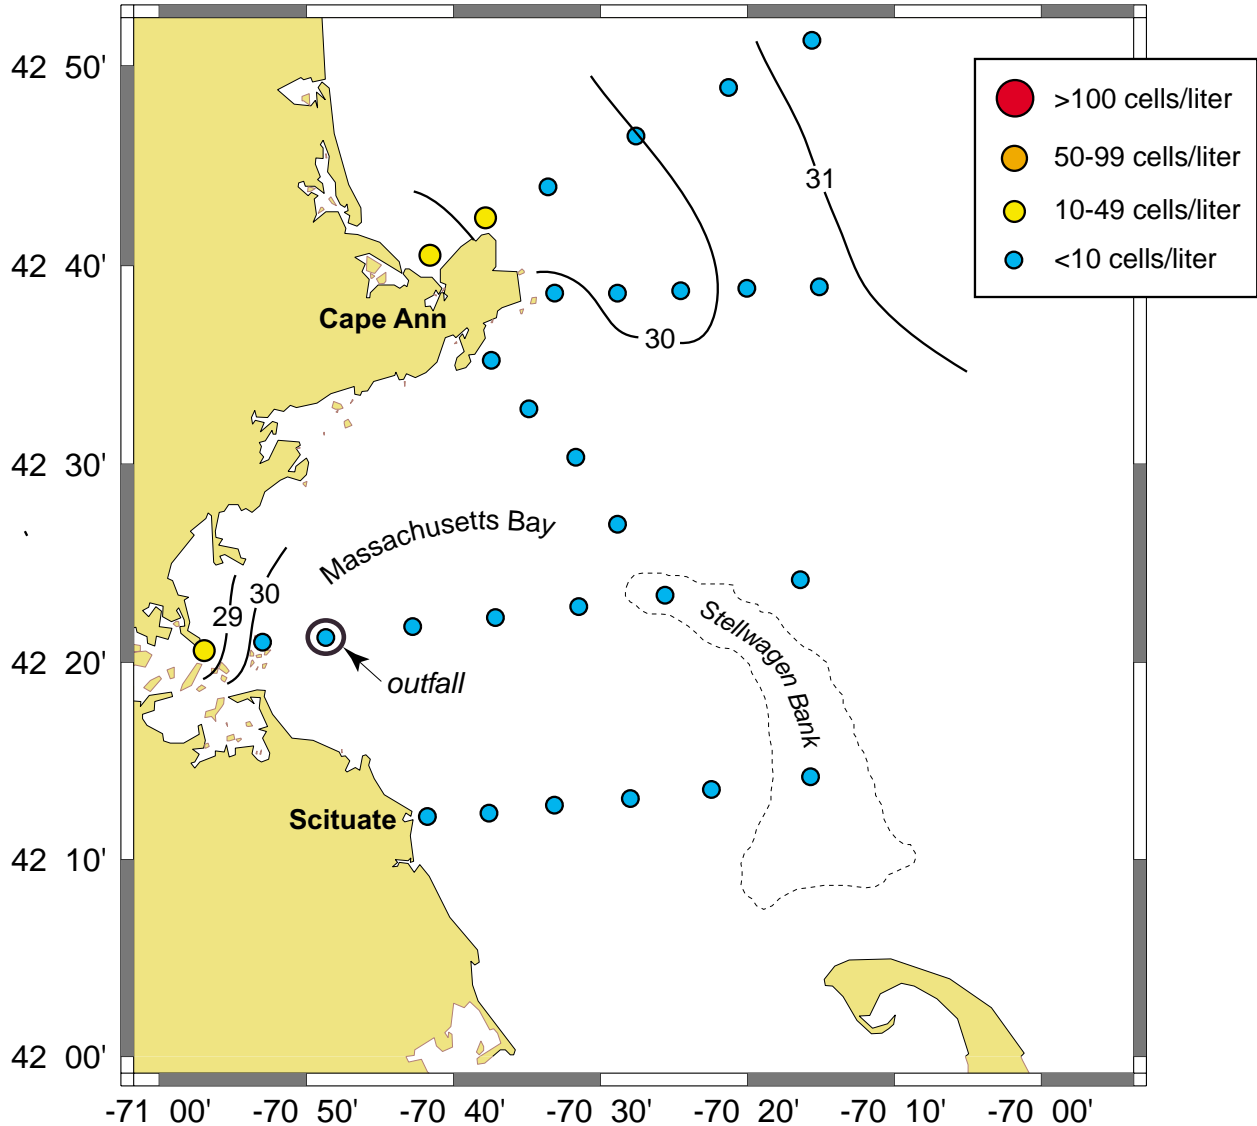 42 50'
>100 cells/liter
50-99 cells/liter
31
10-49 cells/liter
42 40'
<10 cells/liter
Cape Ann
30
42 30'
Massachusetts Bay
29
30
Stellwagen Bank
42 20'
outfall
Scituate
42 10'
42 00'
-71 00'
-70 50'
-70 40'
-70 30'
-70 20'
-70 10'
-70 00'